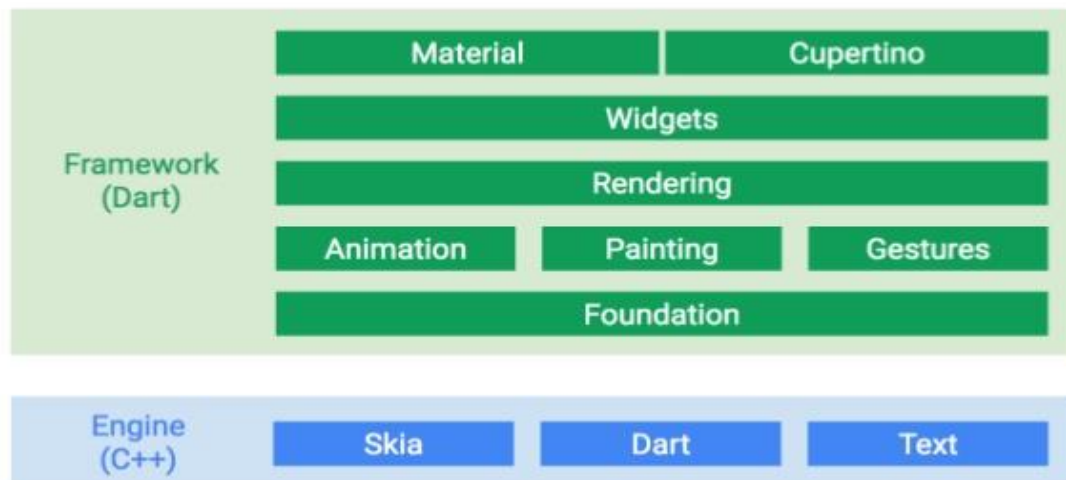 Material
Cupertino
Widgets
Framework
(Dart)
Rendering
Animation
Painting
Gestures
Foundation
Engine
(C++)
Skia
Dart
Text